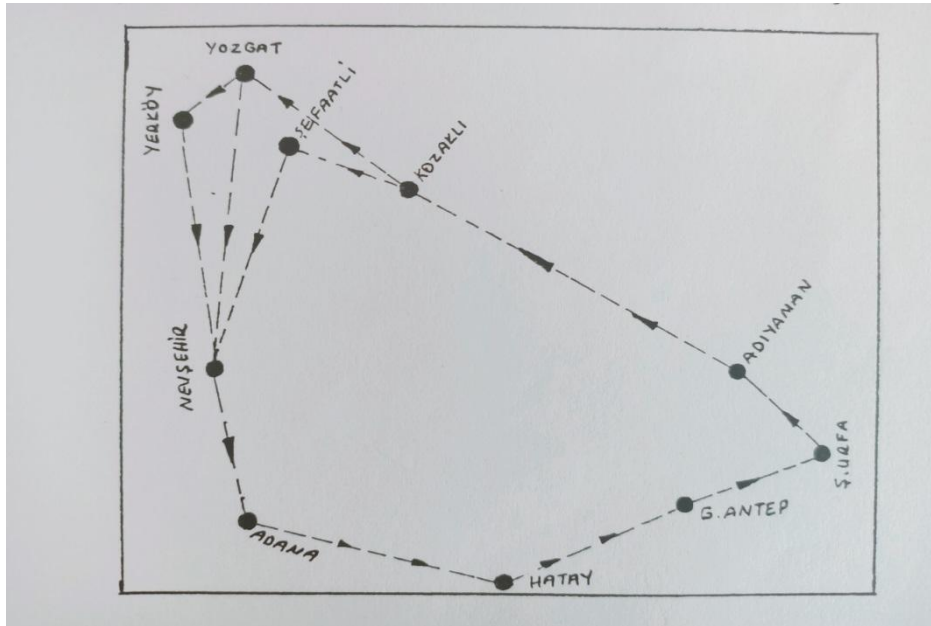 YOZGAT
ŞEFAATLİ
YERKÖY
KOZAKLI
NEVŞEHİR
ADIYAMAN
Ş.URFA
G.ANTEP
ADANA
HATAY